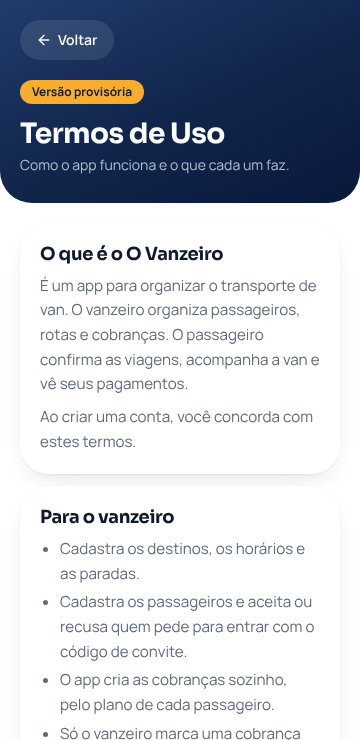 Voltar
Versão provisória
Termos de Uso
Como o app funciona e o que cada um faz.
O que é o O Vanzeiro
É um app para organizar o transporte de
van. O vanzeiro organiza passageiros,
rotas e cobranças. O passageiro
confirma as viagens, acompanha a van e
vê seus pagamentos.
Ao criar uma conta, você concorda com
estes termos.
Para o vanzeiro
• Cadastra os destinos, os horários e
as paradas.
• Cadastra os passageiros e aceita ou
recusa quem pede para entrar com o
código de convite.
• O app cria as cobranças sozinho,
pelo plano de cada passageiro.
• Só o vanzeiro marca uma cobrança